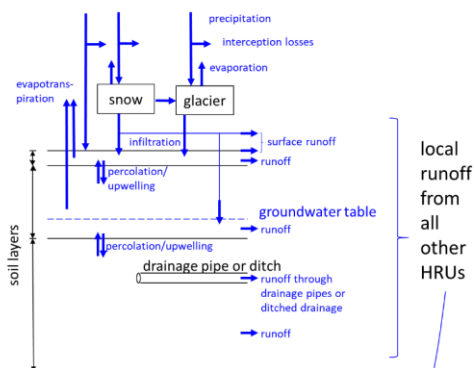 precipitation
interception losses
evaporation
evapotrans-
piration
snow
glacier
infiltration
surface runoff
runoff
percolation/
upwelling
groundwater table
runoff
percolation/upwelling
drainage pipe or ditch
runoff through
drainage pipes or
ditched drainage
runoff
soil layers
local
runoff
from
all
other
HRUs